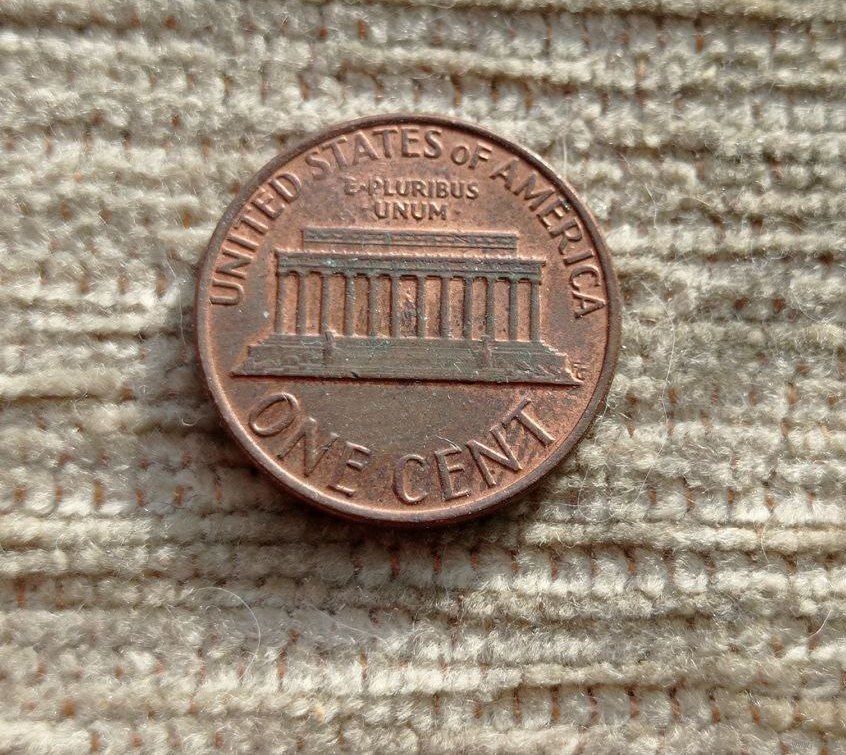 UNITED STATES OF AMERICA
E·PLURIBUS
UNUM
ONE CENT